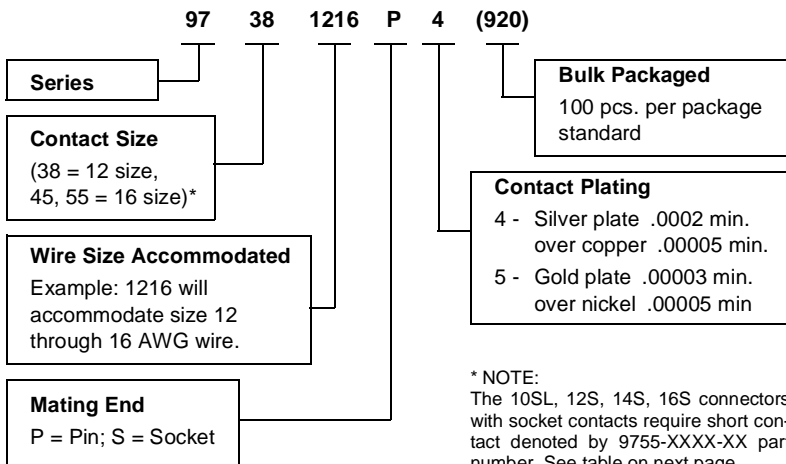 97 38 1216 P 4 (920)
Series
Contact Size
(38 = 12 size,
45, 55 = 16 size)*
Wire Size Accommodated
Example: 1216 will
accommodate size 12
through 16 AWG wire.
Mating End
P = Pin; S = Socket
Bulk Packaged
100 pcs. per package
standard
Contact Plating
4 - Silver plate .0002 min.
over copper .00005 min.
5 - Gold plate .00003 min.
over nickel .00005 min
* NOTE:
The 10SL, 12S, 14S, 16S connectors
with socket contacts require short con-
tact denoted by 9755-XXXX-XX part
number. See table on next page